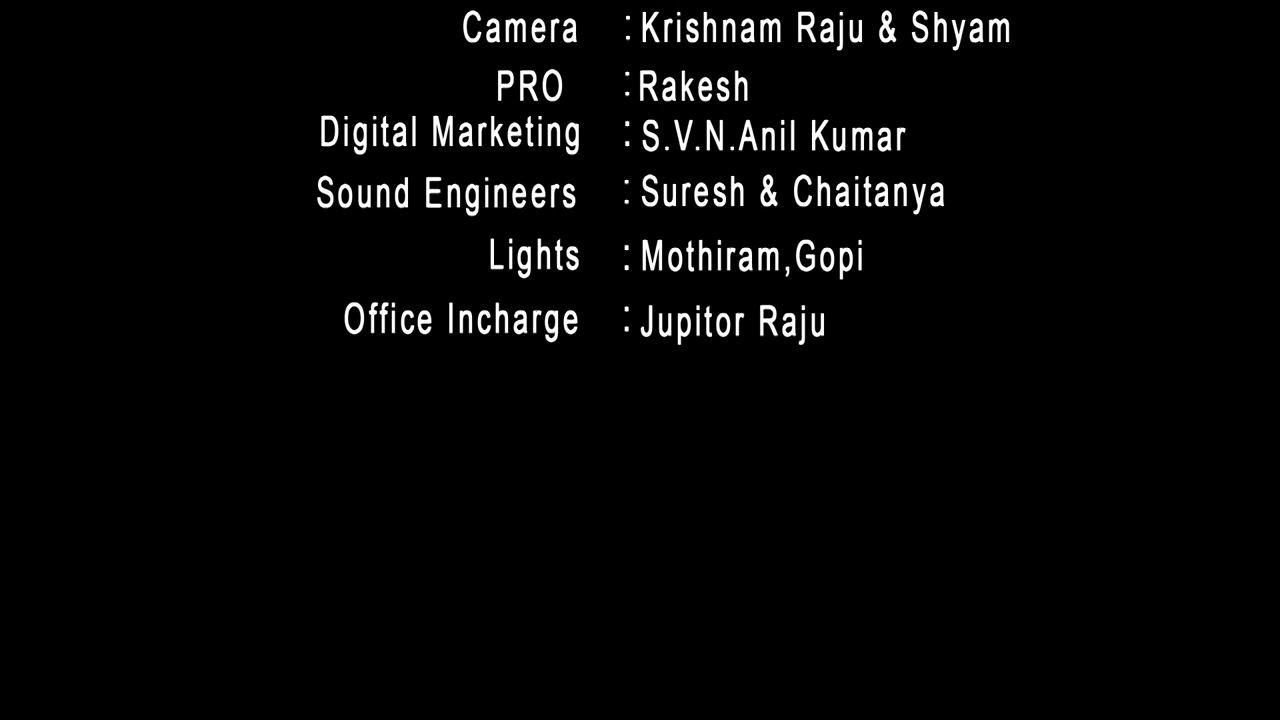 Camera :Krishnam Raju & Shyam
PRO :Rakesh
Digital Marketing :S.V.N.Anil Kumar
Sound Engineers :Suresh & Chaitanya
Lights :Mothiram,Gopi
Office Incharge :Jupitor Raju